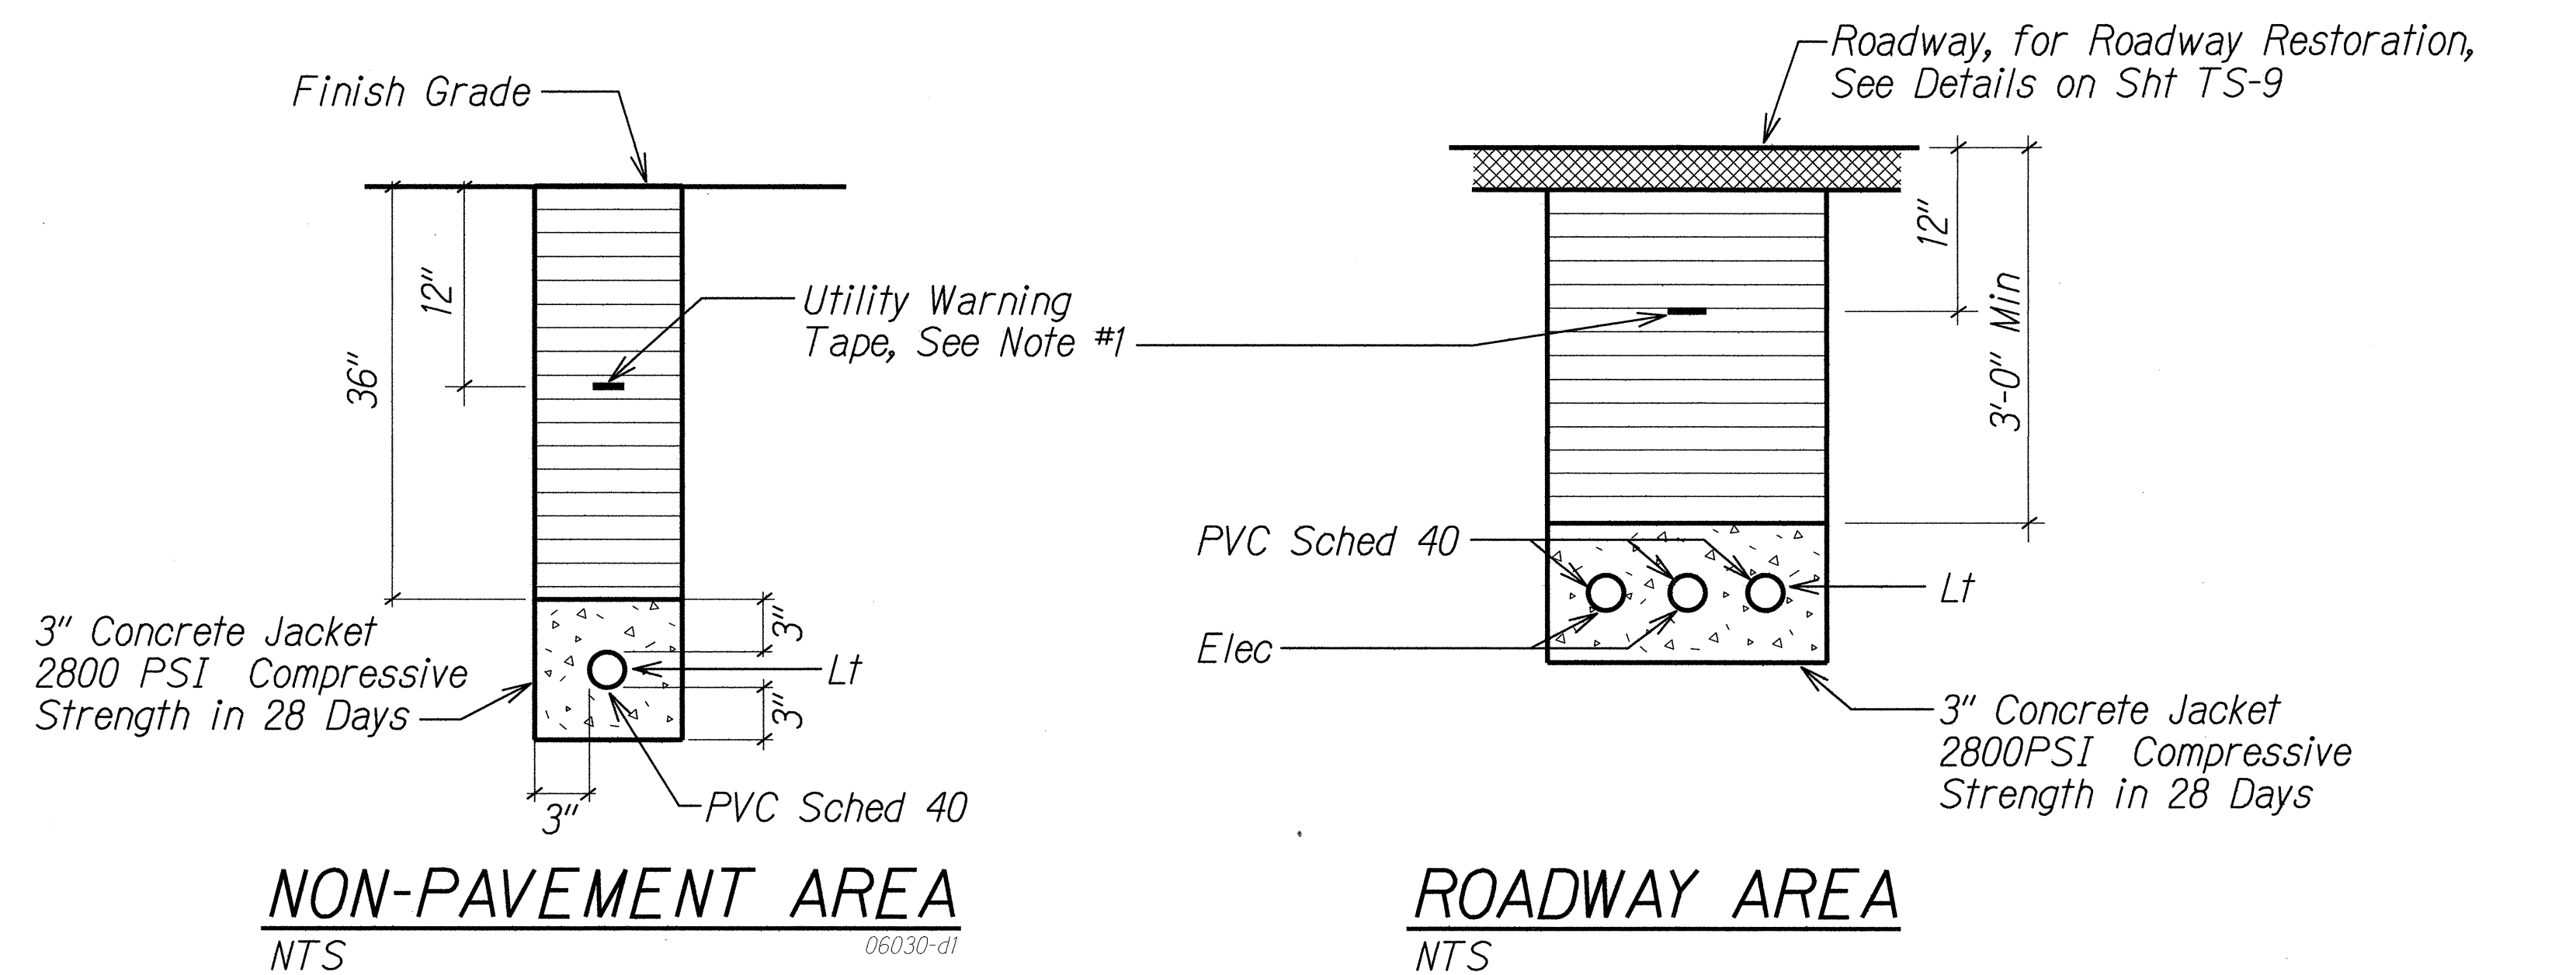 Finish Grade
12"
36"
Utility Warning
Tape, See Note #1
3" Concrete Jacket
2800 PSI Compressive
Strength in 28 Days
3"
Lt
3"
3"
PVC Sched 40
NON-PAVEMENT AREA
NTS
06030-d1
Roadway, for Roadway Restoration,
See Details on Sht TS-9
12"
3'-0" Min
PVC Sched 40
Lt
Elec
3" Concrete Jacket
2800PSI Compressive
Strength in 28 Days
ROADWAY AREA
NTS